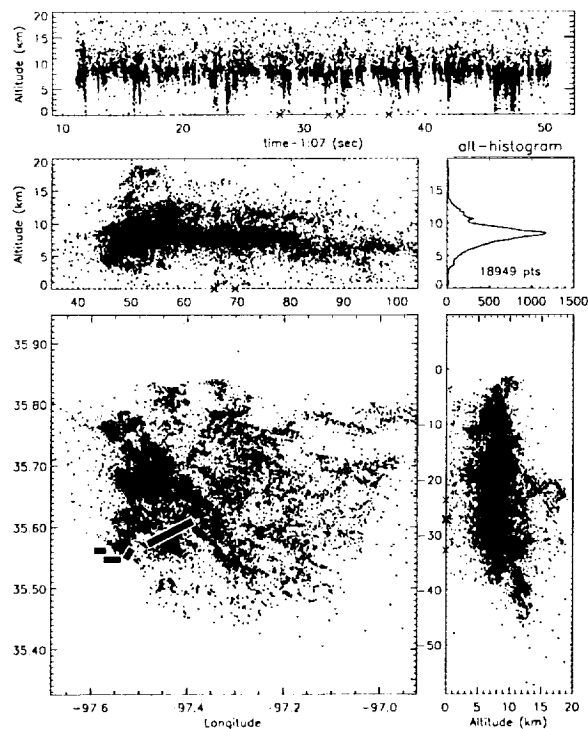 20
15
10
5
0
Altitude (km)
10 20 30 40 50
time-1:07 (sec)
alt-histogram
20
15
10
5
0
Altitude (km)
40 50 60 70 80 90 100
15
10
5
0
18949 pts
0 500 1000 1500
35.90
35.80
35.70
35.60
35.50
35.40
-97.6 -97.4 -97.2 -97.0
Longitude
0
-10
-20
-30
-40
-50
0 5 10 15 20
Altitude (km)